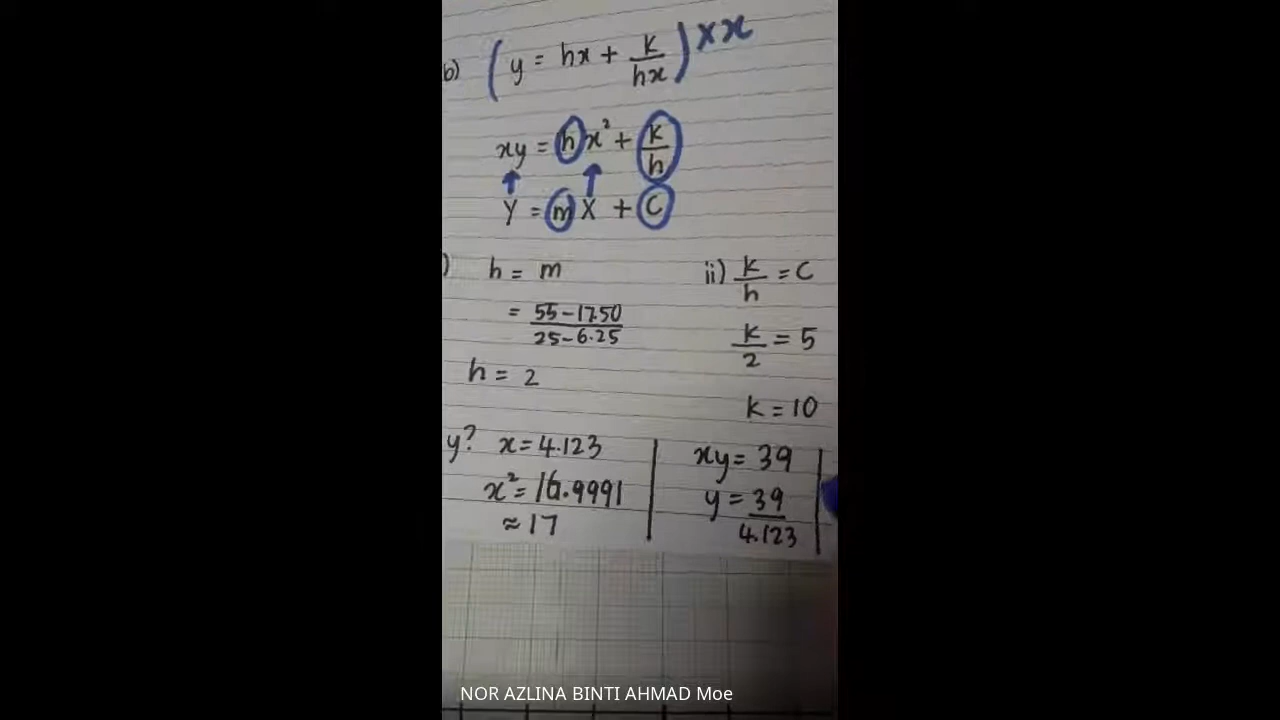 b) (y = hx + k/hx) × x
xy = hx² + k/h
Y = mX + C
) h = m
= 55 - 17.50 / 25 - 6.25
h = 2
ii) k/h = C
k/2 = 5
k = 10
y? x = 4.123
x² = 16.9991
≈ 17
xy = 39
y = 39/4.123
NOR AZLINA BINTI AHMAD Moe